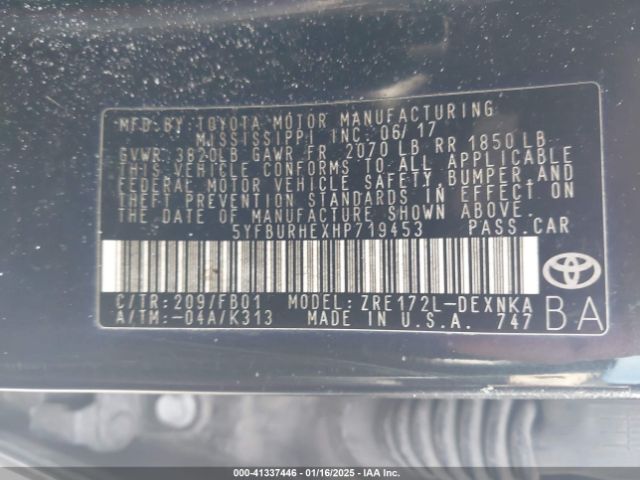 MFD. BY TOYOTA MOTOR MANUFACTURING
MISSISSIPPI INC. 06/17
GVWR 3820LB GAWR FR 2070 LB RR 1850 LB
THIS VEHICLE CONFORMS TO ALL APPLICABLE
FEDERAL MOTOR VEHICLE SAFETY, BUMPER, AND
THEFT PREVENTION STANDARDS IN EFFECT ON
THE DATE OF MANUFACTURE SHOWN ABOVE.
5YFBURHEXHP719453 PASS. CAR
C/TR: 209/FB01 MODEL: ZRE172L-DEXNKA
A/TM: -04A/K313 MADE IN U.S.A. 747
BA
000-41337446 | 01/16/2025 | IAA Inc. (IAA)